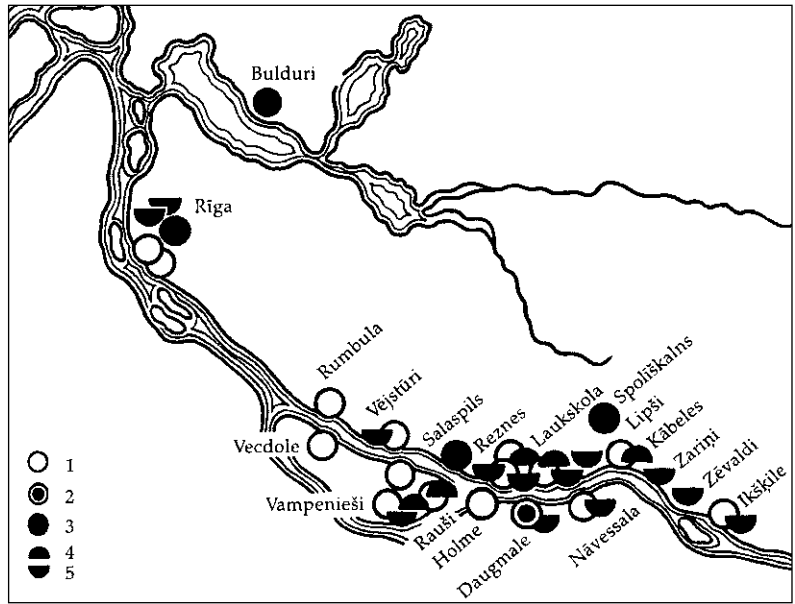 Bulduri
Rīga
Rumbula
Vējstūri
Vecdole
Salaspils
Reznes
Laukskola
Spolīškalns
Lipši
Ķābeles
Zariņi
Zēvaldi
Ikšķile
Vampenieši
Rauši
Holme
Daugmale
Nāvessala
1
2
3
4
5